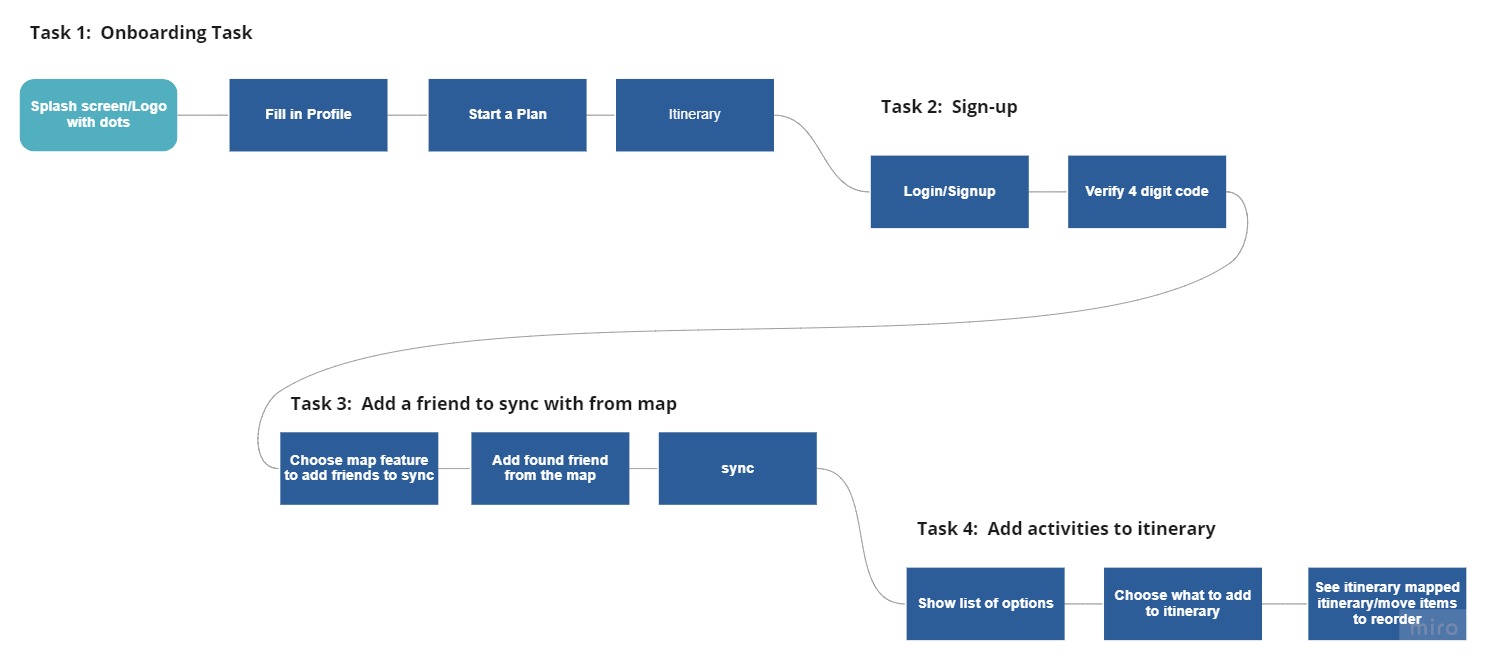 Task 1:  Onboarding Task
Splash screen/Logo
with dots
Fill in Profile
Start a Plan
Itinerary
Task 2:  Sign-up
Login/Signup
Verify 4 digit code
Task 3:  Add a friend to sync with from map
Choose map feature
to add friends to sync
Add found friend
from the map
sync
Task 4:  Add activities to itinerary
Show list of options
Choose what to add
to itinerary
See itinerary mapped
itinerary/move items
to reorder
miro